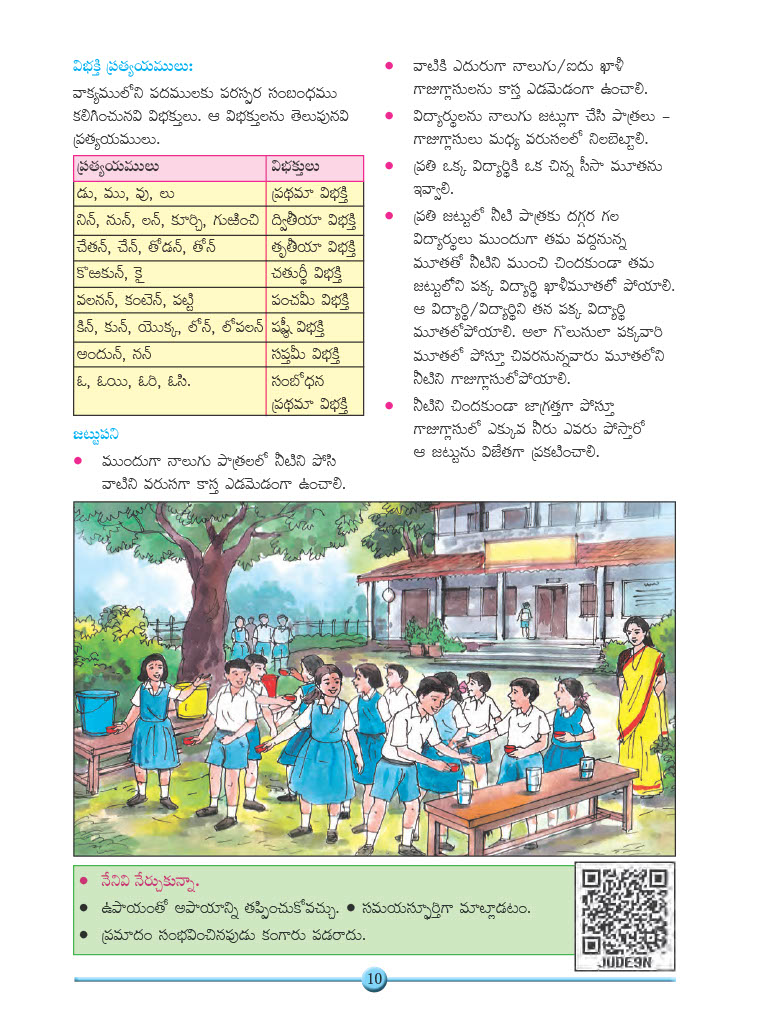 విభక్తి ప్రత్యయములు:
వాక్యములోని పదములకు పరస్పర సంబంధము
కలిగించునవి విభక్తులు. ఆ విభక్తులను తెలుపునవి
ప్రత్యయములు.
ప్రత్యయములు విభక్తులు
డు, ము, వు, లు ప్రథమా విభక్తి
నిన్, నున్, లన్, కూర్చి, గుఱించి ద్వితీయా విభక్తి
చేతన్, చేన్, తోడన్, తోన్ తృతీయా విభక్తి
కొఱకున్, కై చతుర్థీ విభక్తి
వలనన్, కంటెన్, పట్టి పంచమీ విభక్తి
కిన్, కున్, యొక్క, లోన్, లోపలన్ షష్ఠీ విభక్తి
అందున్, నన్ సప్తమీ విభక్తి
ఓ, ఓయి, ఓరి, ఓసి. సంబోధన
ప్రథమా విభక్తి
జట్టుపని
● ముందుగా నాలుగు పాత్రలలో నీటిని పోసి
వాటిని వరుసగా కాస్త ఎడమెడంగా ఉంచాలి.
● వాటికి ఎదురుగా నాలుగు/ఐదు ఖాళీ
గాజుగ్లాసులను కాస్త ఎడమెడంగా ఉంచాలి.
● విద్యార్థులను నాలుగు జట్లుగా చేసి పాత్రలు –
గాజుగ్లాసులు మధ్య వరుసలలో నిలబెట్టాలి.
● ప్రతి ఒక్క విద్యార్థికి ఒక చిన్న సీసా మూతను
ఇవ్వాలి.
● ప్రతి జట్టులో నీటి పాత్రకు దగ్గర గల
విద్యార్థులు ముందుగా తమ వద్దనున్న
మూతతో నీటిని ముంచి చిందకుండా తమ
జట్టులోని పక్క విద్యార్థి ఖాళీమూతలో పోయాలి.
ఆ విద్యార్థి/విద్యార్థిని తన పక్క విద్యార్థి
మూతలోపోయాలి. అలా గొలుసులా పక్కవారి
మూతలో పోస్తూ చివరనున్నవారు మూతలోని
నీటిని గాజుగ్లాసులోపోయాలి.
● నీటిని చిందకుండా జాగ్రత్తగా పోస్తూ
గాజుగ్లాసులో ఎక్కువ నీరు ఎవరు పోస్తారో
ఆ జట్టును విజేతగా ప్రకటించాలి.
● నేనివి నేర్చుకున్నా.
● ఉపాయంతో అపాయాన్ని తప్పించుకోవచ్చు. ● సమయస్ఫూర్తిగా మాట్లాడటం.
● ప్రమాదం సంభవించినపుడు కంగారు పడరాదు.
JUDE9N
10